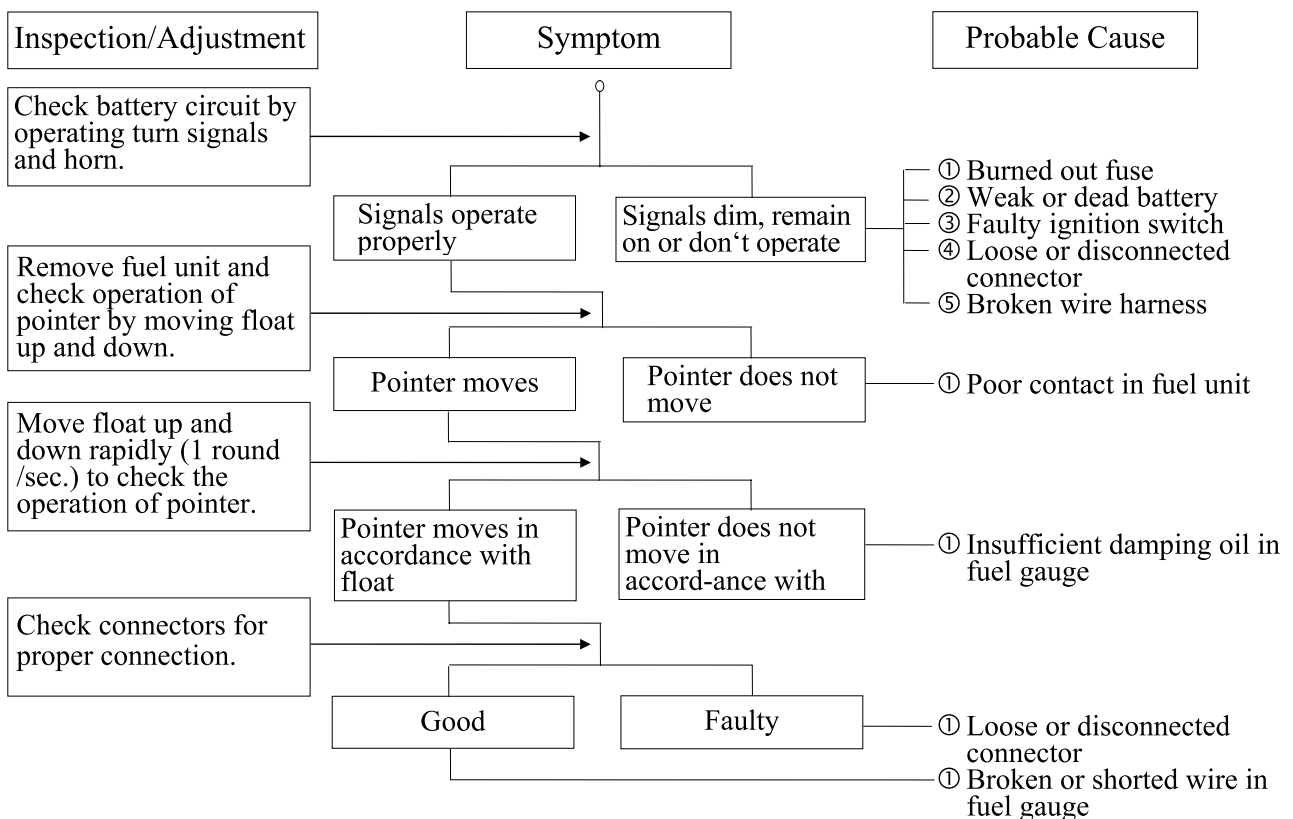 Inspection/Adjustment
Symptom
Probable Cause
Check battery circuit by
operating turn signals
and horn.
Signals operate
properly
Signals dim, remain
on or don‘t operate
① Burned out fuse
② Weak or dead battery
③ Faulty ignition switch
④ Loose or disconnected
connector
⑤ Broken wire harness
Remove fuel unit and
check operation of
pointer by moving float
up and down.
Pointer moves
Pointer does not
move
① Poor contact in fuel unit
Move float up and
down rapidly (1 round
/sec.) to check the
operation of pointer.
Pointer moves in
accordance with
float
Pointer does not
move in
accord-ance with
① Insufficient damping oil in
fuel gauge
Check connectors for
proper connection.
Good
Faulty
① Loose or disconnected
connector
① Broken or shorted wire in
fuel gauge